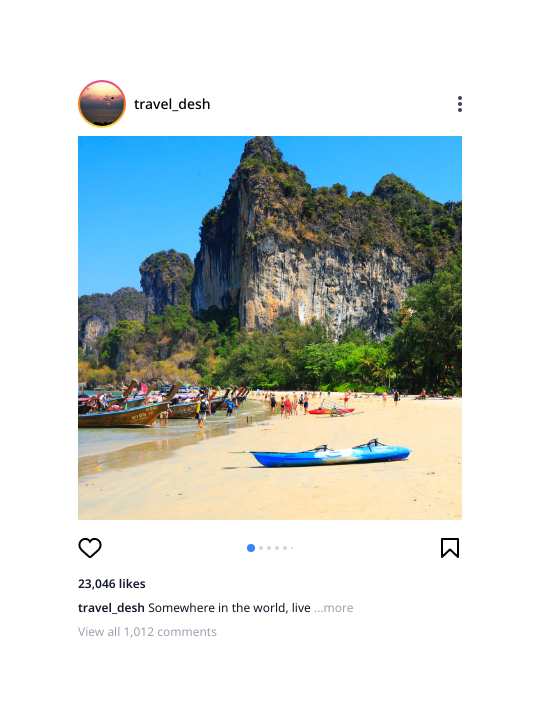 travel_desh
23,046 likes
travel_desh Somewhere in the world, live ...more
View all 1,012 comments